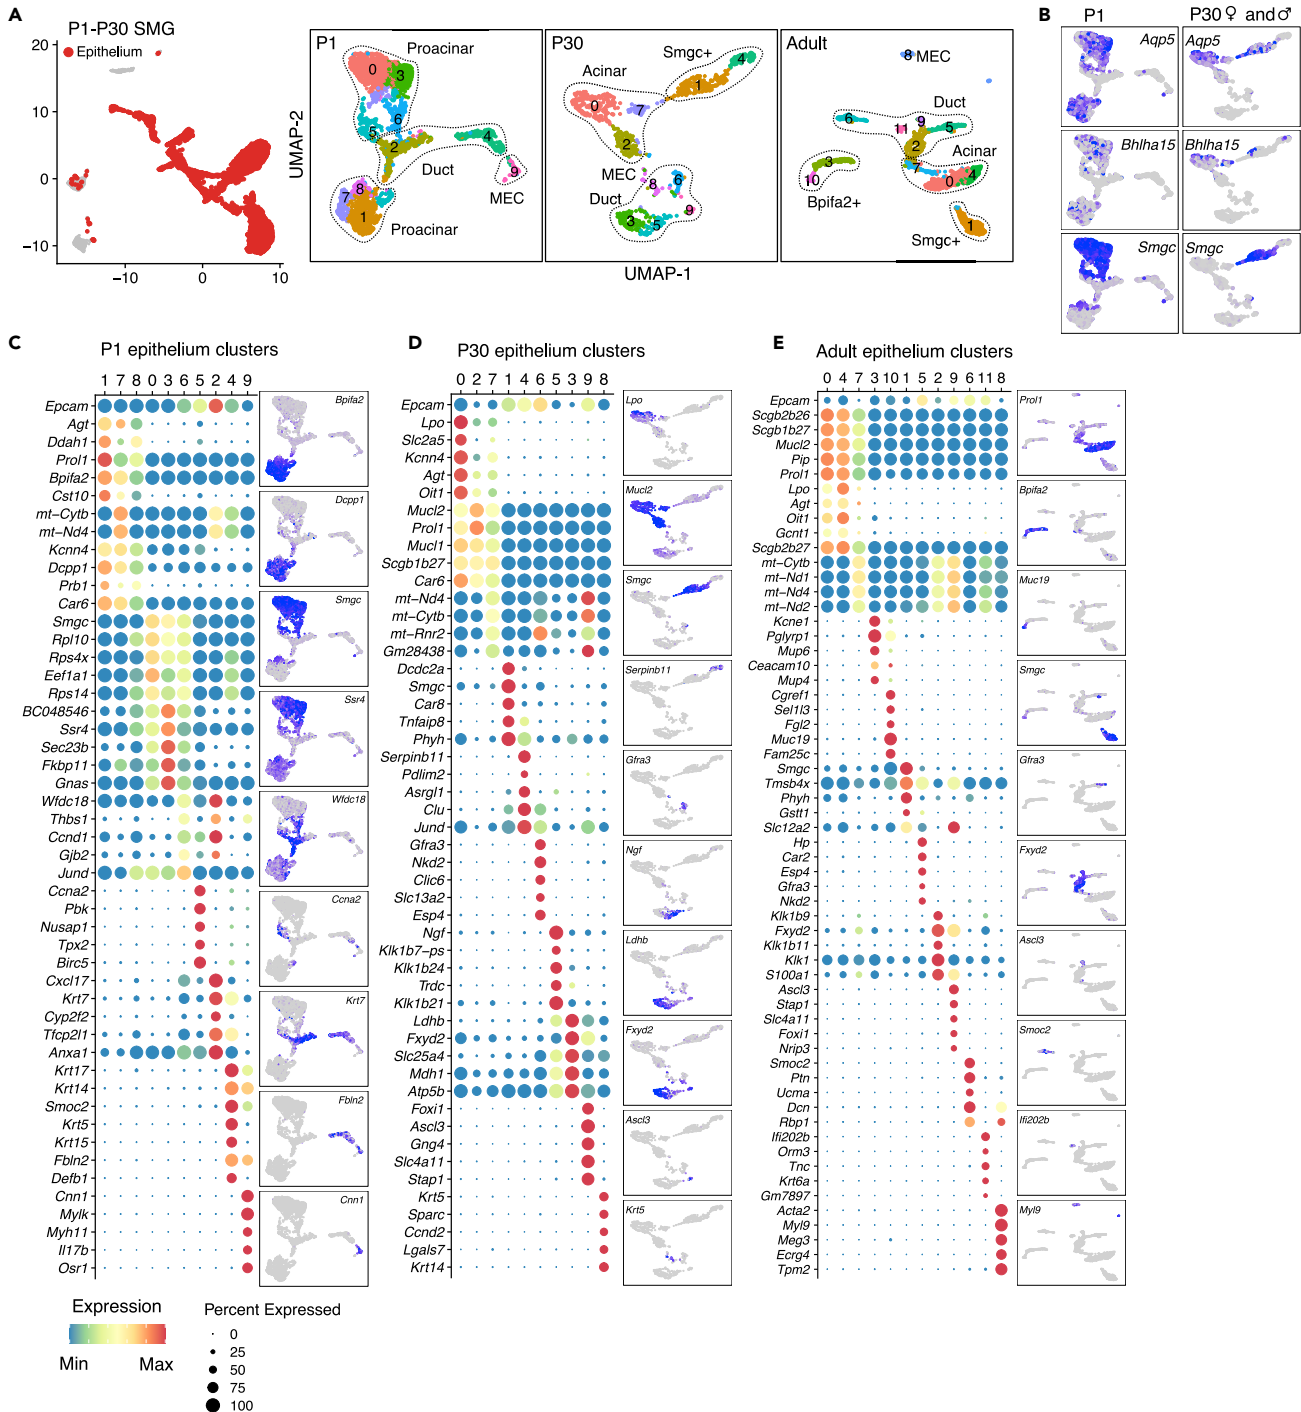 A
P1-P30 SMG
Epithelium
20
10
0
−10
−10
0
10
UMAP-2
P1
Proacinar
0
3
6
5
2
4
Duct
9
MEC
8
7
1
Proacinar
P30
Smgc+
4
1
Acinar
0
7
2
MEC
8
6
Duct
9
3
5
Adult
8
MEC
Duct
6
11
9
5
2
Acinar
7
3
0
4
10
Bpifa2+
1
Smgc+
UMAP-1
B
P1
P30 ♀ and ♂
Aqp5
Aqp5
Bhlha15
Bhlha15
Smgc
Smgc
C
P1 epithelium clusters
1 7 8 0 3 6 5 2 4 9
Epcam
Agt
Ddah1
Prol1
Bpifa2
Cst10
mt−Cytb
mt−Nd4
Kcnn4
Dcpp1
Prb1
Car6
Smgc
Rpl10
Rps4x
Eef1a1
Rps14
BC048546
Ssr4
Sec23b
Fkbp11
Gnas
Wfdc18
Thbs1
Ccnd1
Gjb2
Jund
Ccna2
Pbk
Nusap1
Tpx2
Birc5
Cxcl17
Krt7
Cyp2f2
Tfcp2l1
Anxa1
Krt17
Krt14
Smoc2
Krt5
Krt15
Fbln2
Defb1
Cnn1
Mylk
Myh11
Il17b
Osr1
Bpifa2
Dcpp1
Smgc
Ssr4
Wfdc18
Ccna2
Krt7
Fbln2
Cnn1
D
P30 epithelium clusters
0 2 7 1 4 6 5 3 9 8
Epcam
Lpo
Slc2a5
Kcnn4
Agt
Oit1
Mucl2
Prol1
Mucl1
Scgb1b27
Car6
mt−Nd4
mt−Cytb
mt−Rnr2
Gm28438
Dcdc2a
Smgc
Car8
Tnfaip8
Phyh
Serpinb11
Pdlim2
Asrgl1
Clu
Jund
Gfra3
Nkd2
Clic6
Slc13a2
Esp4
Ngf
Klk1b7−ps
Klk1b24
Trdc
Klk1b21
Ldhb
Fxyd2
Slc25a4
Mdh1
Atp5b
Foxi1
Ascl3
Gng4
Slc4a11
Stap1
Krt5
Sparc
Ccnd2
Lgals7
Krt14
Lpo
Mucl2
Smgc
Serpinb11
Gfra3
Ngf
Ldhb
Fxyd2
Ascl3
Krt5
E
Adult epithelium clusters
0 4 7 3 10 1 5 2 9 6 11 8
Epcam
Scgb2b26
Scgb1b27
Mucl2
Pip
Prol1
Lpo
Agt
Oit1
Gcnt1
Scgb2b27
mt−Cytb
mt−Nd1
mt−Nd4
mt−Nd2
Kcne1
Pglyrp1
Mup6
Ceacam10
Mup4
Cgref1
Sel1l3
Fgl2
Muc19
Fam25c
Smgc
Tmsb4x
Phyh
Gstt1
Slc12a2
Hp
Car2
Esp4
Gfra3
Nkd2
Klk1b9
Fxyd2
Klk1b11
Klk1
S100a1
Ascl3
Stap1
Slc4a11
Foxi1
Nrip3
Smoc2
Ptn
Ucma
Dcn
Rbp1
Ifi202b
Orm3
Tnc
Krt6a
Gm7897
Acta2
Myl9
Meg3
Ecrg4
Tpm2
Prol1
Bpifa2
Muc19
Smgc
Gfra3
Fxyd2
Ascl3
Smoc2
Ifi202b
Myl9
Expression
Min
Max
Percent Expressed
0
25
50
75
100